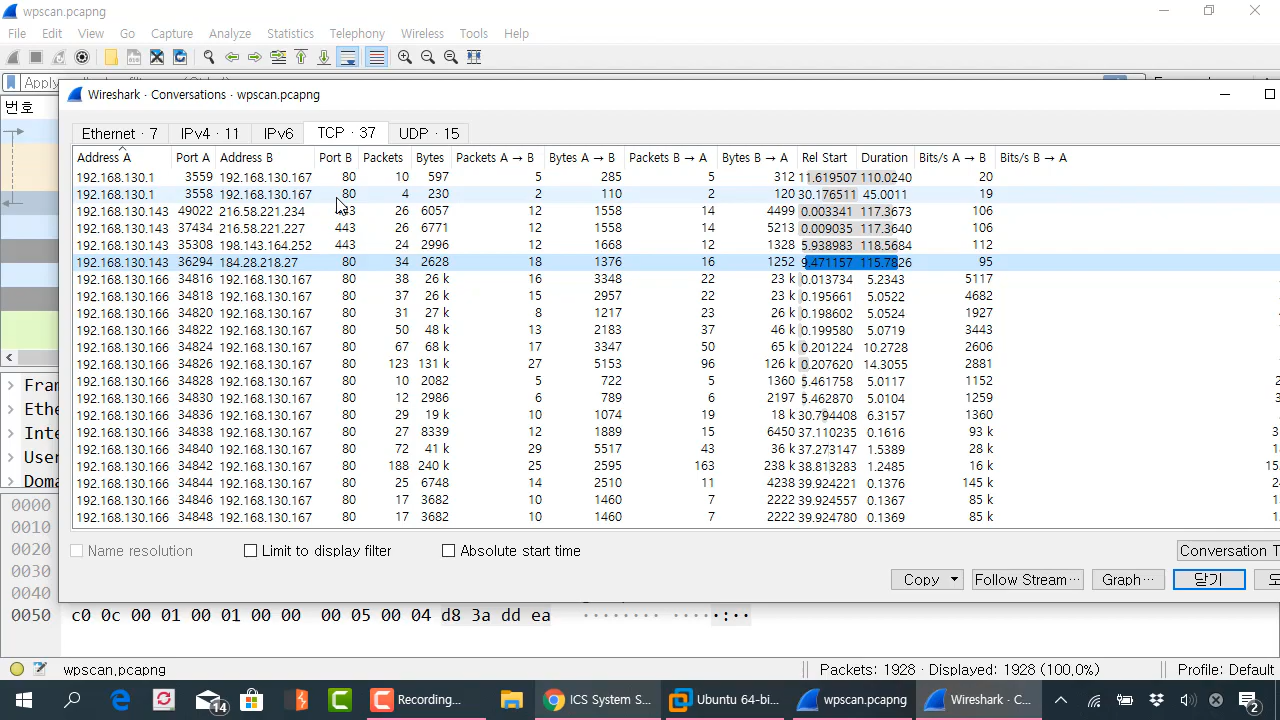 wpscan.pcapng
File Edit View Go Capture Analyze Statistics Telephony Wireless Tools Help
Apply
번호
Wireshark · Conversations · wpscan.pcapng
Ethernet · 7 IPv4 · 11 IPv6 TCP · 37 UDP · 15
Address A Port A Address B Port B Packets Bytes Packets A → B Bytes A → B Packets B → A Bytes B → A Rel Start Duration Bits/s A → B Bits/s B → A
192.168.130.1 3559 192.168.130.167 80 10 597 5 285 5 312 11.619507 110.0240 20
192.168.130.1 3558 192.168.130.167 80 4 230 2 110 2 120 30.176511 45.0011 19
192.168.130.143 49022 216.58.221.234 26 6057 12 1558 14 4499 0.003341 117.3673 106
192.168.130.143 37434 216.58.221.227 443 26 6771 12 1558 14 5213 0.009035 117.3640 106
192.168.130.143 35308 198.143.164.252 443 24 2996 12 1668 12 1328 5.938983 118.5684 112
192.168.130.143 36294 184.28.218.27 80 34 2628 18 1376 16 1252 9.471157 115.7826 95
192.168.130.166 34816 192.168.130.167 80 38 26 k 16 2958 22 23 k 0.013734 5.2343 5117
192.168.130.166 34818 192.168.130.167 80 37 26 k 15 2957 22 23 k 0.195661 5.0522 4682
192.168.130.166 34820 192.168.130.167 80 31 27 k 8 1217 23 26 k 0.198602 5.0524 1927
192.168.130.166 34822 192.168.130.167 80 50 48 k 13 2183 37 46 k 0.199580 5.0719 3443
192.168.130.166 34824 192.168.130.167 80 67 68 k 17 3347 50 65 k 0.201224 10.2728 2606
192.168.130.166 34826 192.168.130.167 80 123 131 k 27 5153 96 126 k 0.207620 14.3055 2881
192.168.130.166 34828 192.168.130.167 80 10 2082 5 722 5 1360 5.461758 5.0117 1152
192.168.130.166 34830 192.168.130.167 80 12 2986 6 789 6 2197 5.462870 5.0104 1259
192.168.130.166 34836 192.168.130.167 80 29 19 k 10 1074 19 18 k 30.794408 6.3157 1360
192.168.130.166 34838 192.168.130.167 80 27 8339 12 1889 15 6450 37.110235 0.1616 93 k
192.168.130.166 34840 192.168.130.167 80 72 41 k 29 5517 43 36 k 37.273147 1.5389 28 k
192.168.130.166 34842 192.168.130.167 80 188 240 k 25 2595 163 238 k 38.813283 1.2485 16 k
192.168.130.166 34844 192.168.130.167 80 25 6748 14 2510 11 4238 39.924221 0.1376 145 k
192.168.130.166 34846 192.168.130.167 80 17 3682 10 1460 7 2222 39.924557 0.1367 85 k
192.168.130.166 34848 192.168.130.167 80 17 3682 10 1460 7 2222 39.924780 0.1369 85 k
Fran
Ethe
Inte
User
Doma
Name resolution Limit to display filter Absolute start time
Conversation T
Copy Follow Stream··· Graph··· 닫기 도
0000
0010
0020
0030
0040
0050 c0 0c 00 01 00 01 00 00 00 05 00 04 d8 3a dd ea ········ ····:··
wpscan.pcapng Packets: 1928 · Displayed: 1928 (100.0%) Profile: Default
14 Recording... ICS System S... Ubuntu 64-bi... wpscan.pcapng Wireshark · C... 2